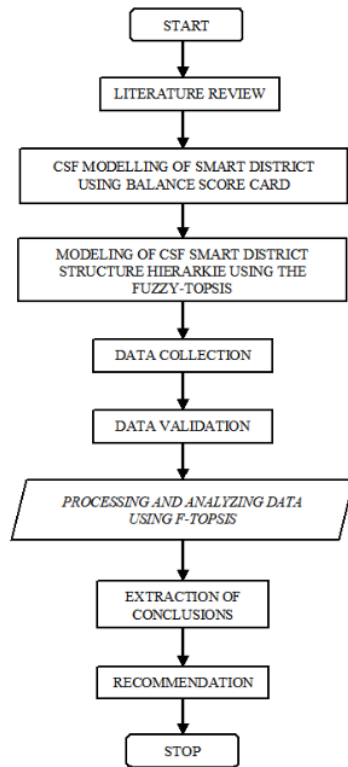 START
LITERATURE REVIEW
CSF MODELLING OF SMART DISTRICT
USING BALANCE SCORE CARD
MODELING OF CSF SMART DISTRICT
STRUCTURE HIERARKIE USING THE
FUZZY-TOPSIS
DATA COLLECTION
DATA VALIDATION
PROCESSING AND ANALYZING DATA
USING F-TOPSIS
EXTRACTION OF
CONCLUSIONS
RECOMMENDATION
STOP